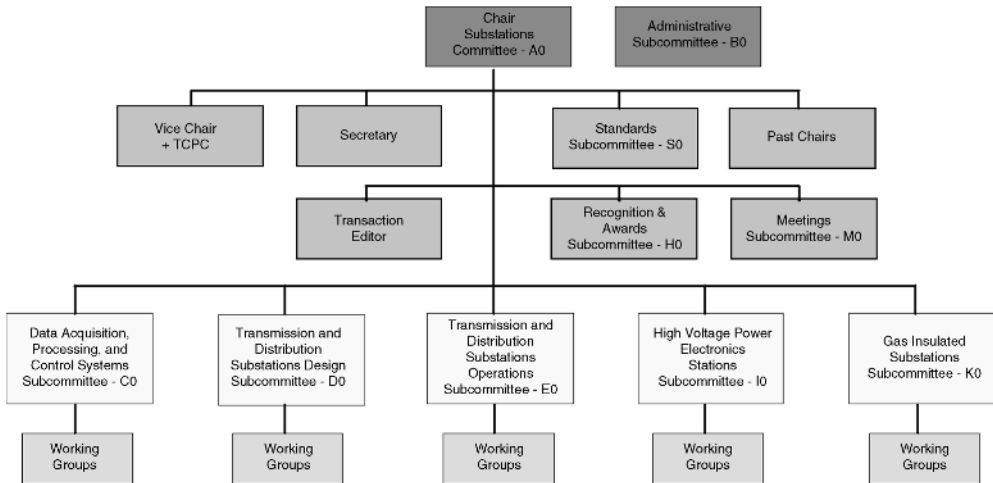 Chair
Substations
Committee - A0
Administrative
Subcommittee - B0
Vice Chair
+ TCPC
Secretary
Standards
Subcommittee - S0
Past Chairs
Transaction
Editor
Recognition &
Awards
Subcommittee - H0
Meetings
Subcommittee - M0
Data Acquisition,
Processing, and
Control Systems
Subcommittee - C0
Transmission and
Distribution
Substations Design
Subcommittee - D0
Transmission and
Distribution
Substations
Operations
Subcommittee - E0
High Voltage Power
Electronics
Stations
Subcommittee - I0
Gas Insulated
Substations
Subcommittee - K0
Working
Groups
Working
Groups
Working
Groups
Working
Groups
Working
Groups